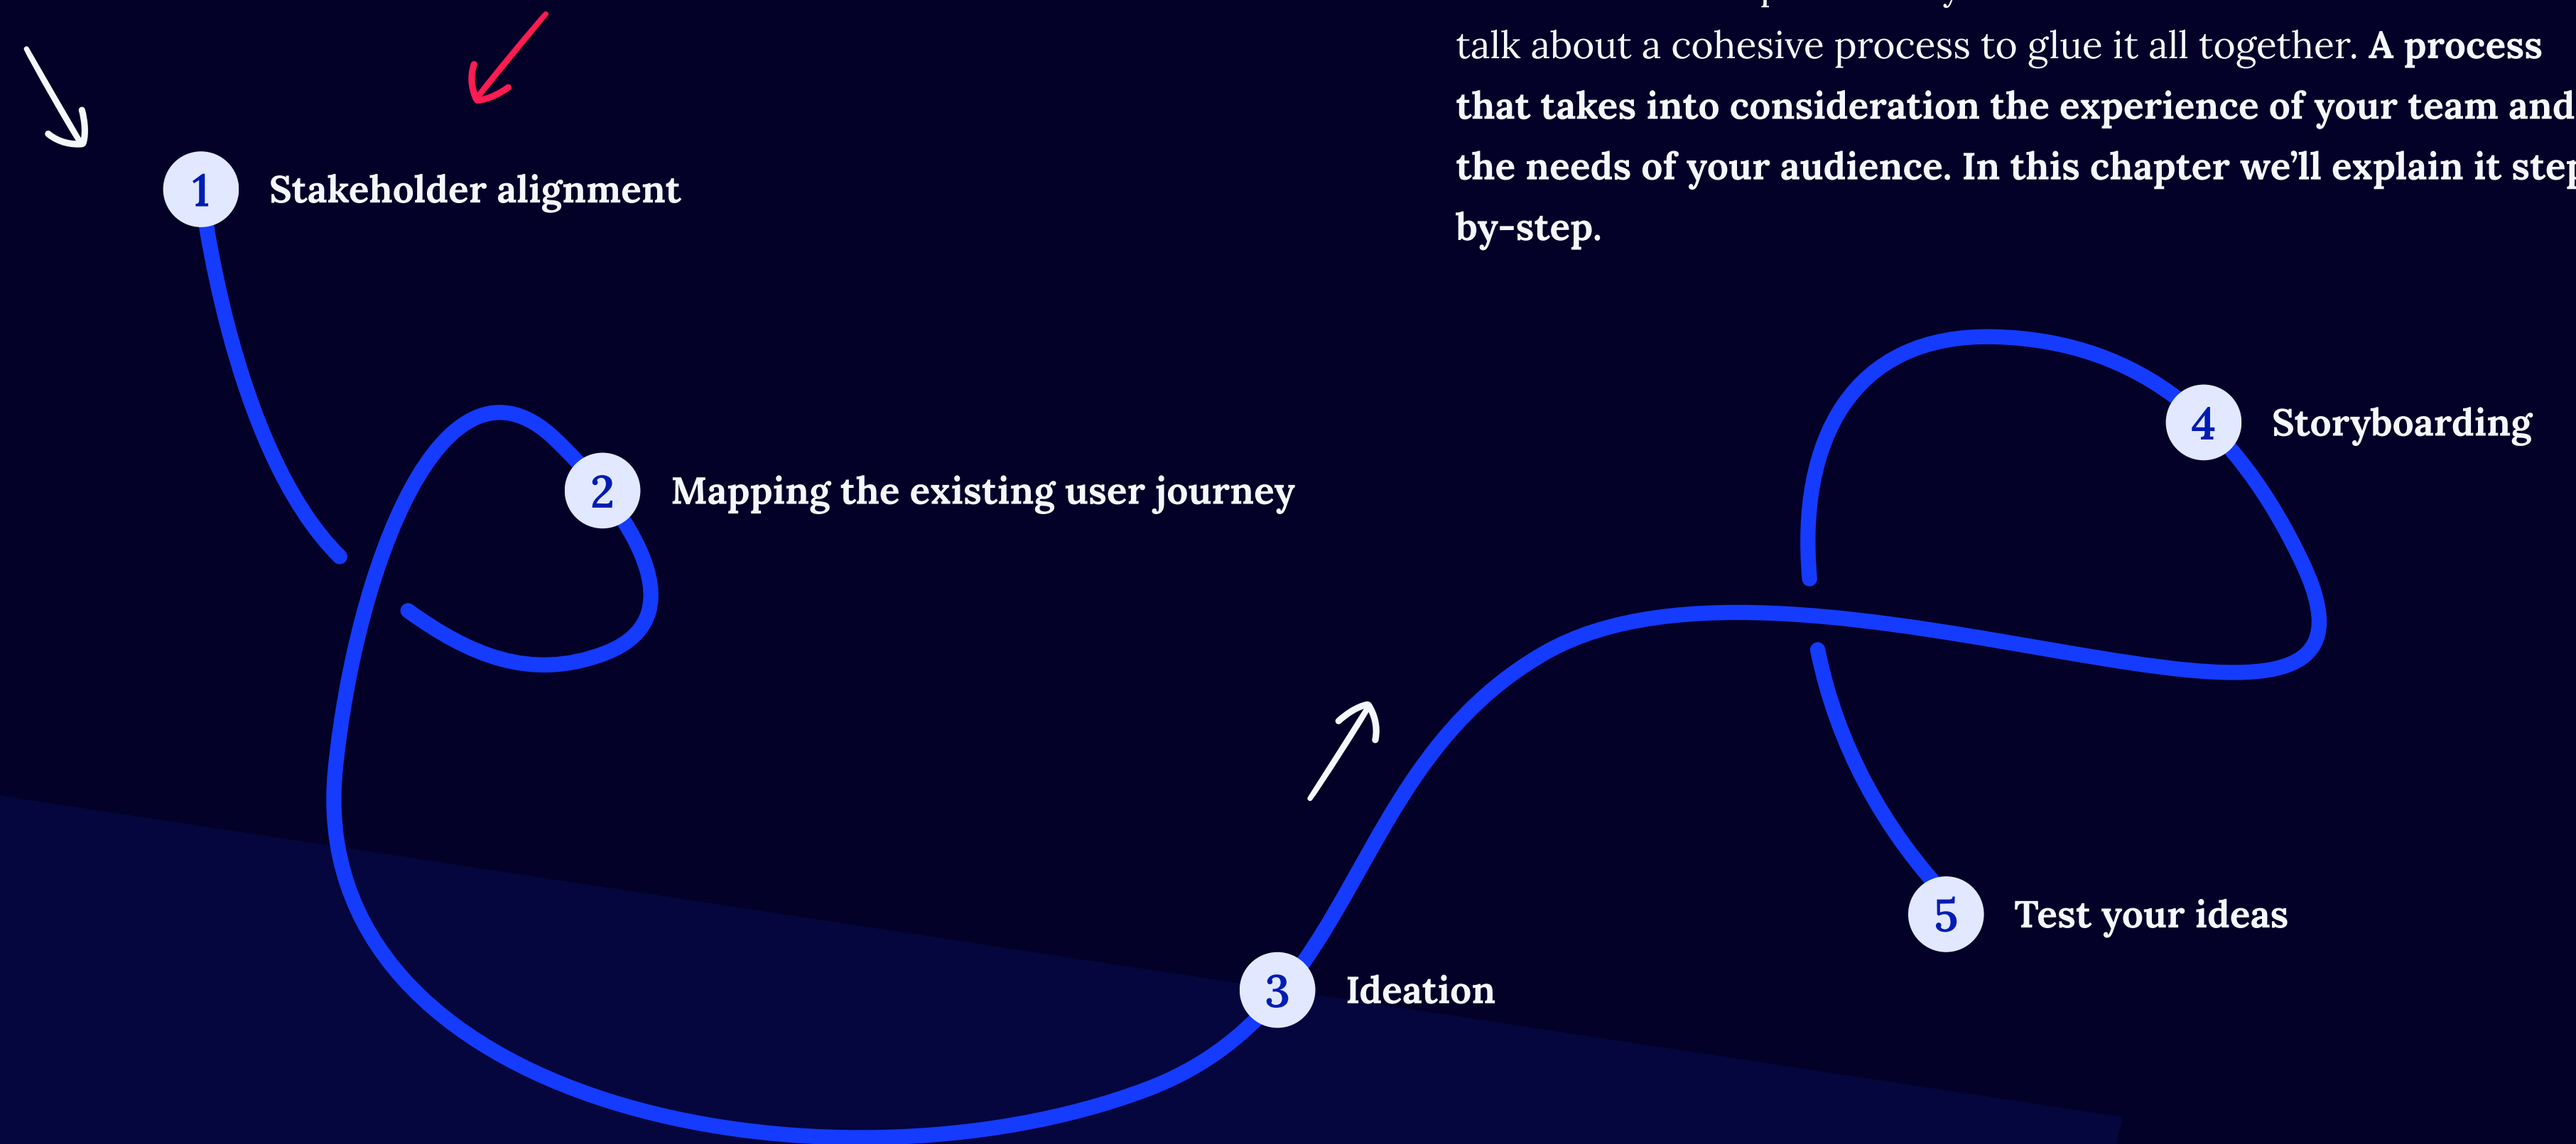 talk about a cohesive process to glue it all together. A process
that takes into consideration the experience of your team and
the needs of your audience. In this chapter we’ll explain it step
by-step.
1 Stakeholder alignment
2 Mapping the existing user journey
3 Ideation
4 Storyboarding
5 Test your ideas